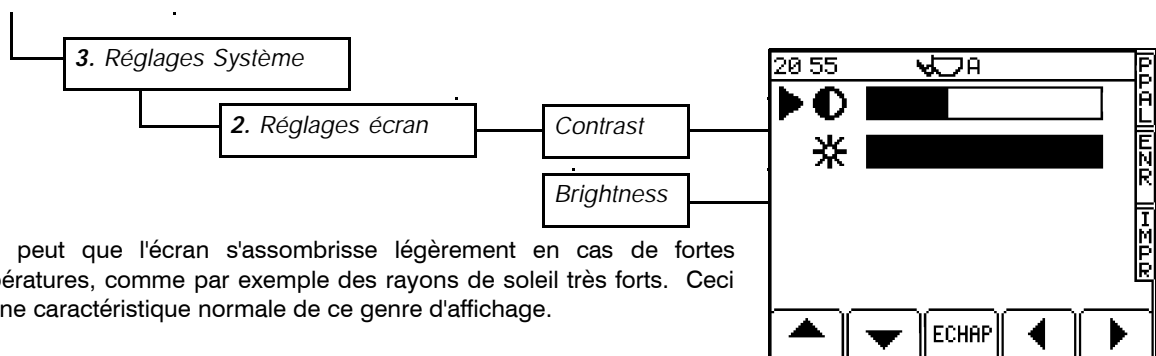 3. Réglages Système
2. Réglages écran
Contrast
Brightness
20 55 A
PPAL
ENR
IMPR
peut que l'écran s'assombrisse légèrement en cas de fortes
pératures, comme par exemple des rayons de soleil très forts. Ceci
ne caractéristique normale de ce genre d'affichage.
ECHAP